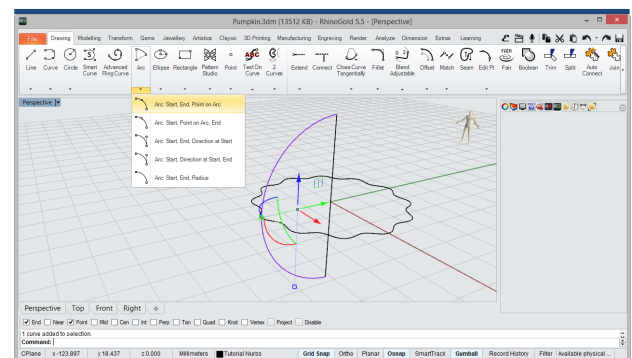 Pumpkin.3dm (13512 KB) - RhinoGold 5.5 - [Perspective]
File Drawing Modelling Transform Gems Jewellery Artistics Clayoo 3D Printing Manufacturing Engraving Render Analyze Dimension Extras Learning
Line Curve Circle Smart Curve Advanced Ring Curve Arc Ellipse Rectangle Pattern Studio Point Text On Curve 2 Curves Extend Connect Close Curve Tangentially Fillet Blend Adjustable Offset Match Seam Edit Pt Fair Boolean Trim Split Auto Connect Join
Perspective
Arc: Start, End, Point on Arc
Arc: Start, Point on Arc, End
Arc: Start, End, Direction at Start
Arc: Start, Direction at Start, End
Arc: Start, End, Radius
Perspective Top Front Right
End Near Point Mid Cen Int Perp Tan Quad Knot Vertex Project Disable
1 curve added to selection.
Command:
CPlane x -123.897 y 18.437 z 0.000 Millimeters Tutorial Nurbs Grid Snap Ortho Planar Osnap SmartTrack Gumball Record History Filter Available physical ...